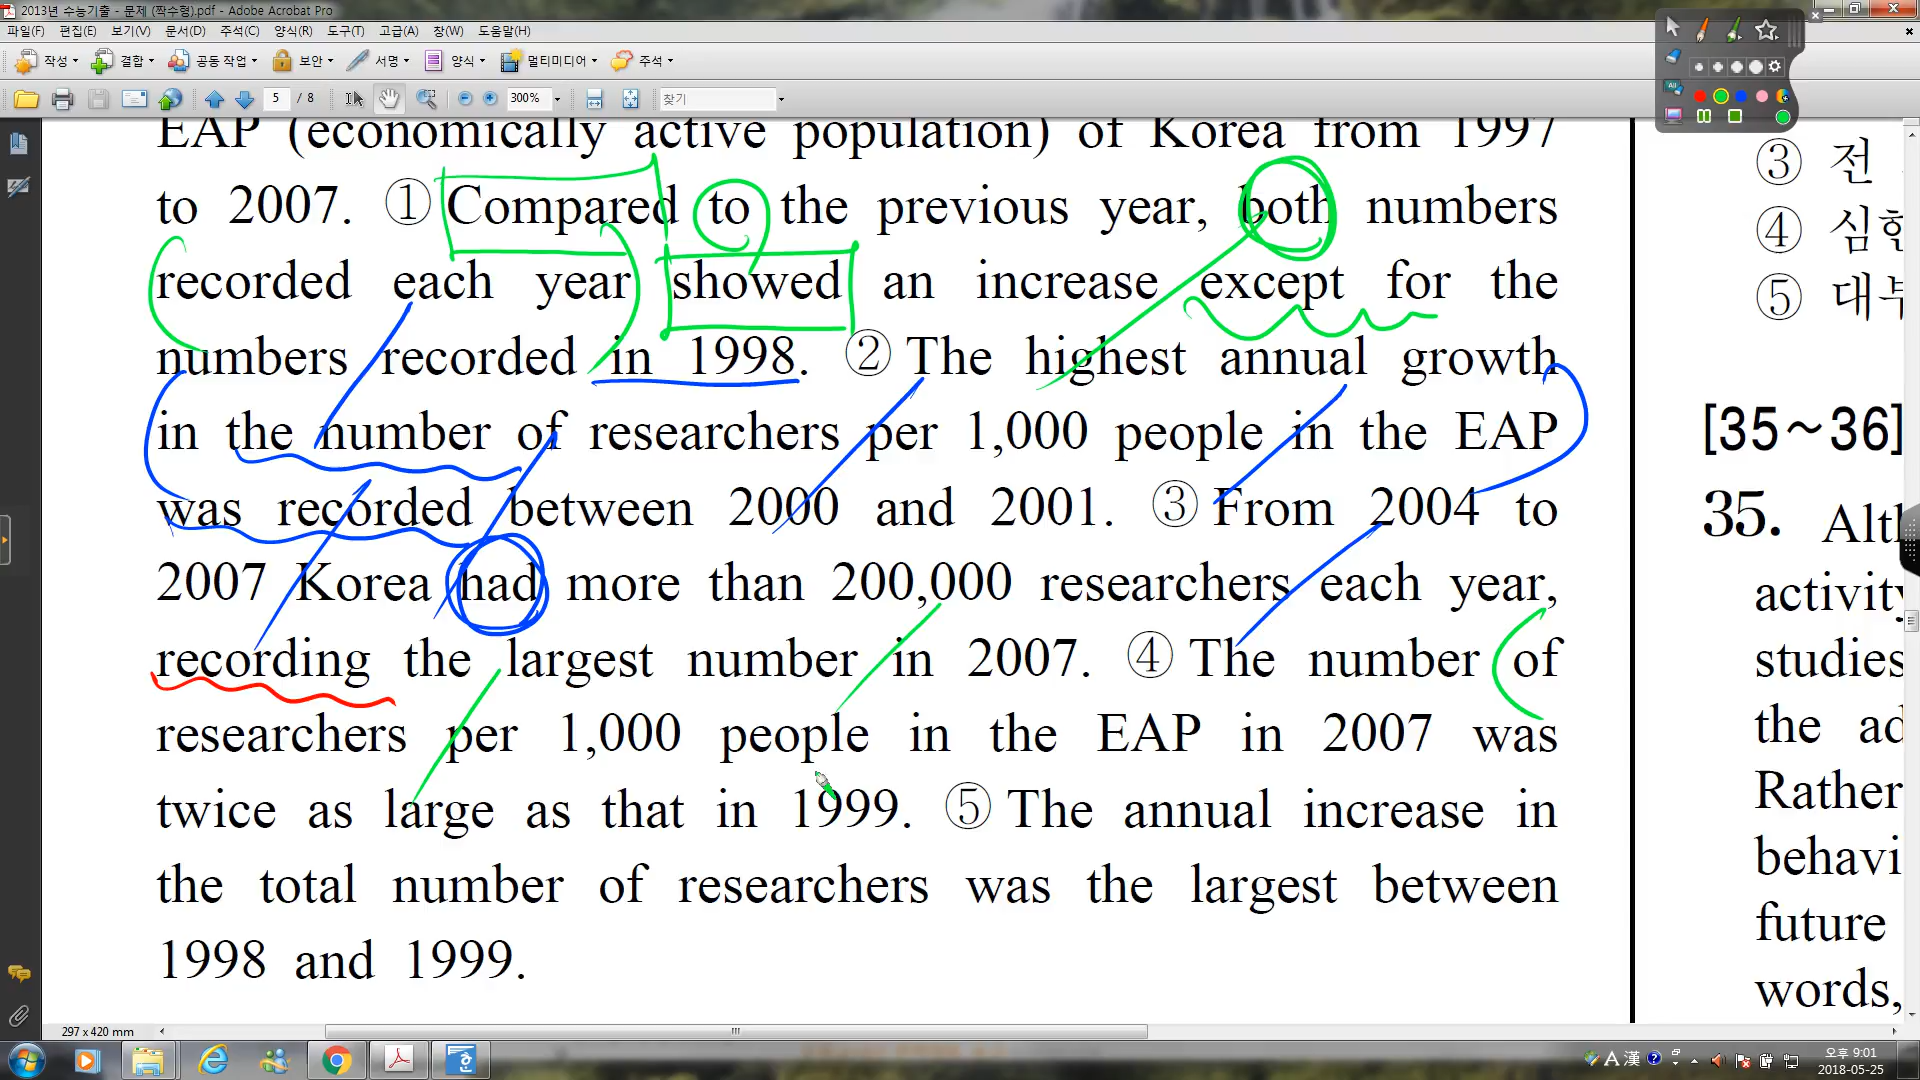 2013년 수능기출 - 문제 (짝수형).pdf - Adobe Acrobat Pro
파일(F) 편집(E) 보기(V) 문서(D) 주석(C) 양식(R) 도구(T) 고급(A) 창(W) 도움말(H)
작성 결합 공동 작업 보안 서명 양식 멀티미디어 주석
5 / 8 300% 찾기
EAP (economically active population) of Korea from 1997
to 2007. ① Compared to the previous year, both numbers
recorded each year showed an increase except for the
numbers recorded in 1998. ② The highest annual growth
in the number of researchers per 1,000 people in the EAP
was recorded between 2000 and 2001. ③ From 2004 to
2007 Korea had more than 200,000 researchers each year,
recording the largest number in 2007. ④ The number of
researchers per 1,000 people in the EAP in 2007 was
twice as large as that in 1999. ⑤ The annual increase in
the total number of researchers was the largest between
1998 and 1999.
③ 전
④ 심한
⑤ 대부
[35~36]
35. Alt
activity
studies
the ad
Rather
behavi
future
words,
297 x 420 mm
A 漢
오후 9:01
2018-05-25